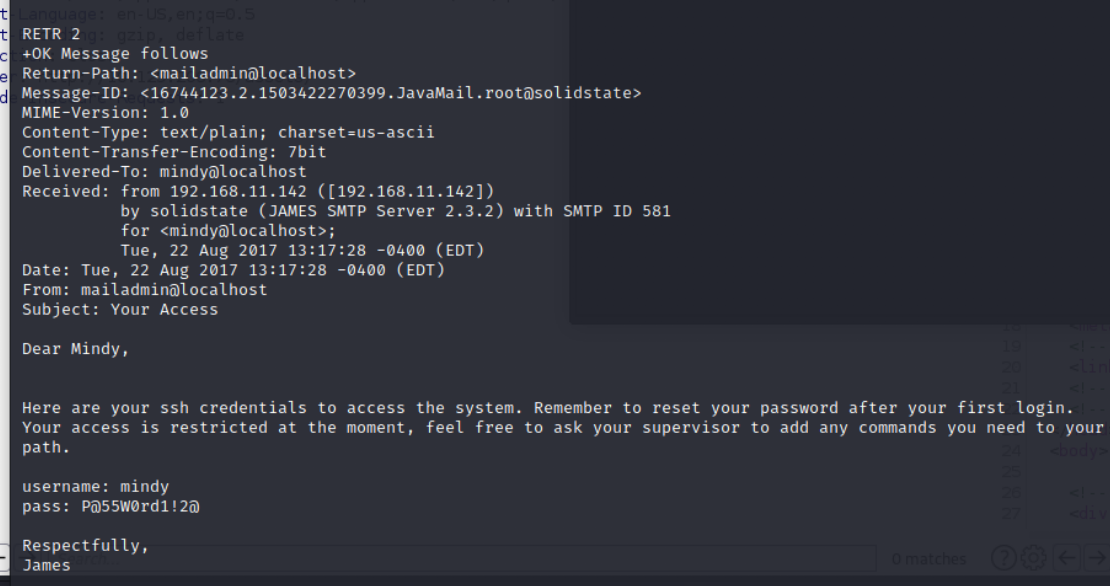 t Language: en-US,en;q=0.5
RETR 2
+OK Message follows
Return-Path: <mailadmin@localhost>
Message-ID: <16744123.2.1503422270399.JavaMail.root@solidstate>
MIME-Version: 1.0
Content-Type: text/plain; charset=us-ascii
Content-Transfer-Encoding: 7bit
Delivered-To: mindy@localhost
Received: from 192.168.11.142 ([192.168.11.142])
by solidstate (JAMES SMTP Server 2.3.2) with SMTP ID 581
for <mindy@localhost>;
Tue, 22 Aug 2017 13:17:28 -0400 (EDT)
Date: Tue, 22 Aug 2017 13:17:28 -0400 (EDT)
From: mailadmin@localhost
Subject: Your Access
Dear Mindy,
Here are your ssh credentials to access the system. Remember to reset your password after your first login.
Your access is restricted at the moment, feel free to ask your supervisor to add any commands you need to your
path.
username: mindy
pass: P@55W0rd1!2@
Respectfully,
James
19 <!--
20 <lin
21 <!--
24 <body>
25
26 <!--
27 <div
0 matches